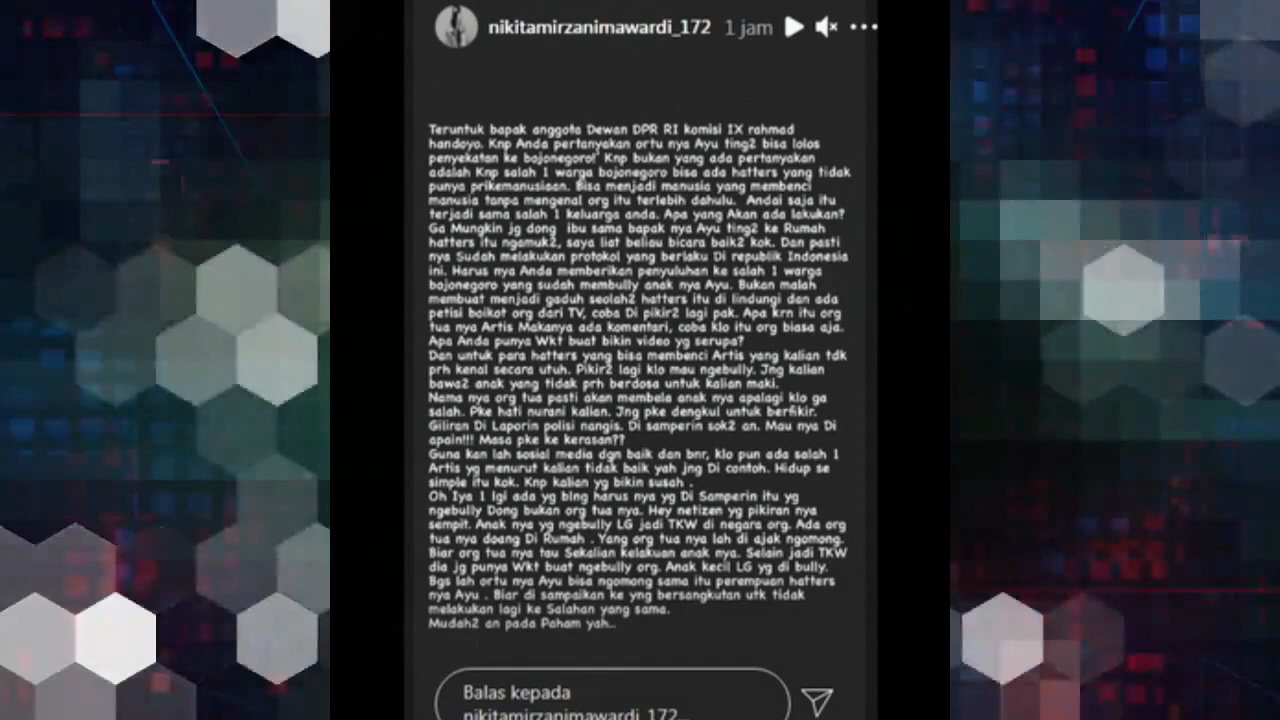 nikitamirzanimawardi_172 1 jam
Teruntuk bapak anggota Dewan DPR RI komisi IX rahmad
handoyo. Knp Anda pertanyakan ortu nya Ayu ting2 bisa lolos
penyekatan ke bojonegoro!' Knp bukan yang ada pertanyakan
adalah Knp salah 1 warga bojonegoro bisa ada hatters yang tidak
punya prikemanusiaan. Bisa menjadi manusia yang membenci
manusia tanpa mengenal org itu terlebih dahulu. Andai saja itu
terjadi sama salah 1 keluarga anda. Apa yang Akan ada lakukan?
Ga Mungkin jg dong ibu sama bapak nya Ayu ting2 ke Rumah
hatters itu ngamuk2, saya liat beliau bicara baik2 kok. Dan pasti
nya Sudah melakukan protokol yang berlaku Di republik Indonesia
ini. Harus nya Anda memberikan penyuluhan ke salah 1 warga
bojonegoro yang sudah membully anak nya Ayu. Bukan malah
membuat menjadi gaduh seolah2 hatters itu di lindungi dan ada
petisi boikot org dari TV, coba Di pikir2 lagi pak. Apa krn itu org
tua nya Artis Makanya ada komentari, coba klo itu org biasa aja.
Apa Anda punya Wkt buat bikin video yg serupa?
Dan untuk para hatters yang bisa membenci Artis yang kalian tdk
prh kenal secara utuh. Pikir2 lagi klo mau ngebully. Jng kalian
bawa2 anak yang tidak prh berdosa untuk kalian maki.
Nama nya org tua pasti akan membela anak nya apalagi klo ga
salah. Pke hati nurani kalian. Jng pke dengkul untuk berfikir.
Giliran Di Laporin polisi nangis. Di samperin sok2 an. Mau nya Di
apain!!! Masa pke ke kerasan??
Guna kan lah sosial media dgn baik dan bnr, klo pun ada salah 1
Artis yg menurut kalian tidak baik yah jng Di contoh. Hidup se
simple itu kok. Knp kalian yg bikin susah .
Oh Iya 1 lgi ada yg blng harus nya yg Di Samperin itu yg
ngebully Dong bukan org tua nya. Hey netizen yg pikiran nya
sempit. Anak nya yg ngebully LG jadi TKW di negara org. Ada org
tua nya doang Di Rumah . Yang org tua nya lah di ajak ngomong.
Biar org tua nya tau Sekalian kelakuan anak nya. Selain jadi TKW
dia jg punya Wkt buat ngebully org. Anak kecil LG yg di bully.
Bgs lah ortu nya Ayu bisa ngomong sama itu perempuan hatters
nya Ayu . Biar di sampaikan ke yng bersangkutan utk tidak
melakukan lagi ke Salahan yang sama.
Mudah2 an pada Paham yah..
Balas kepada
nikitamirzanimawardi_172...